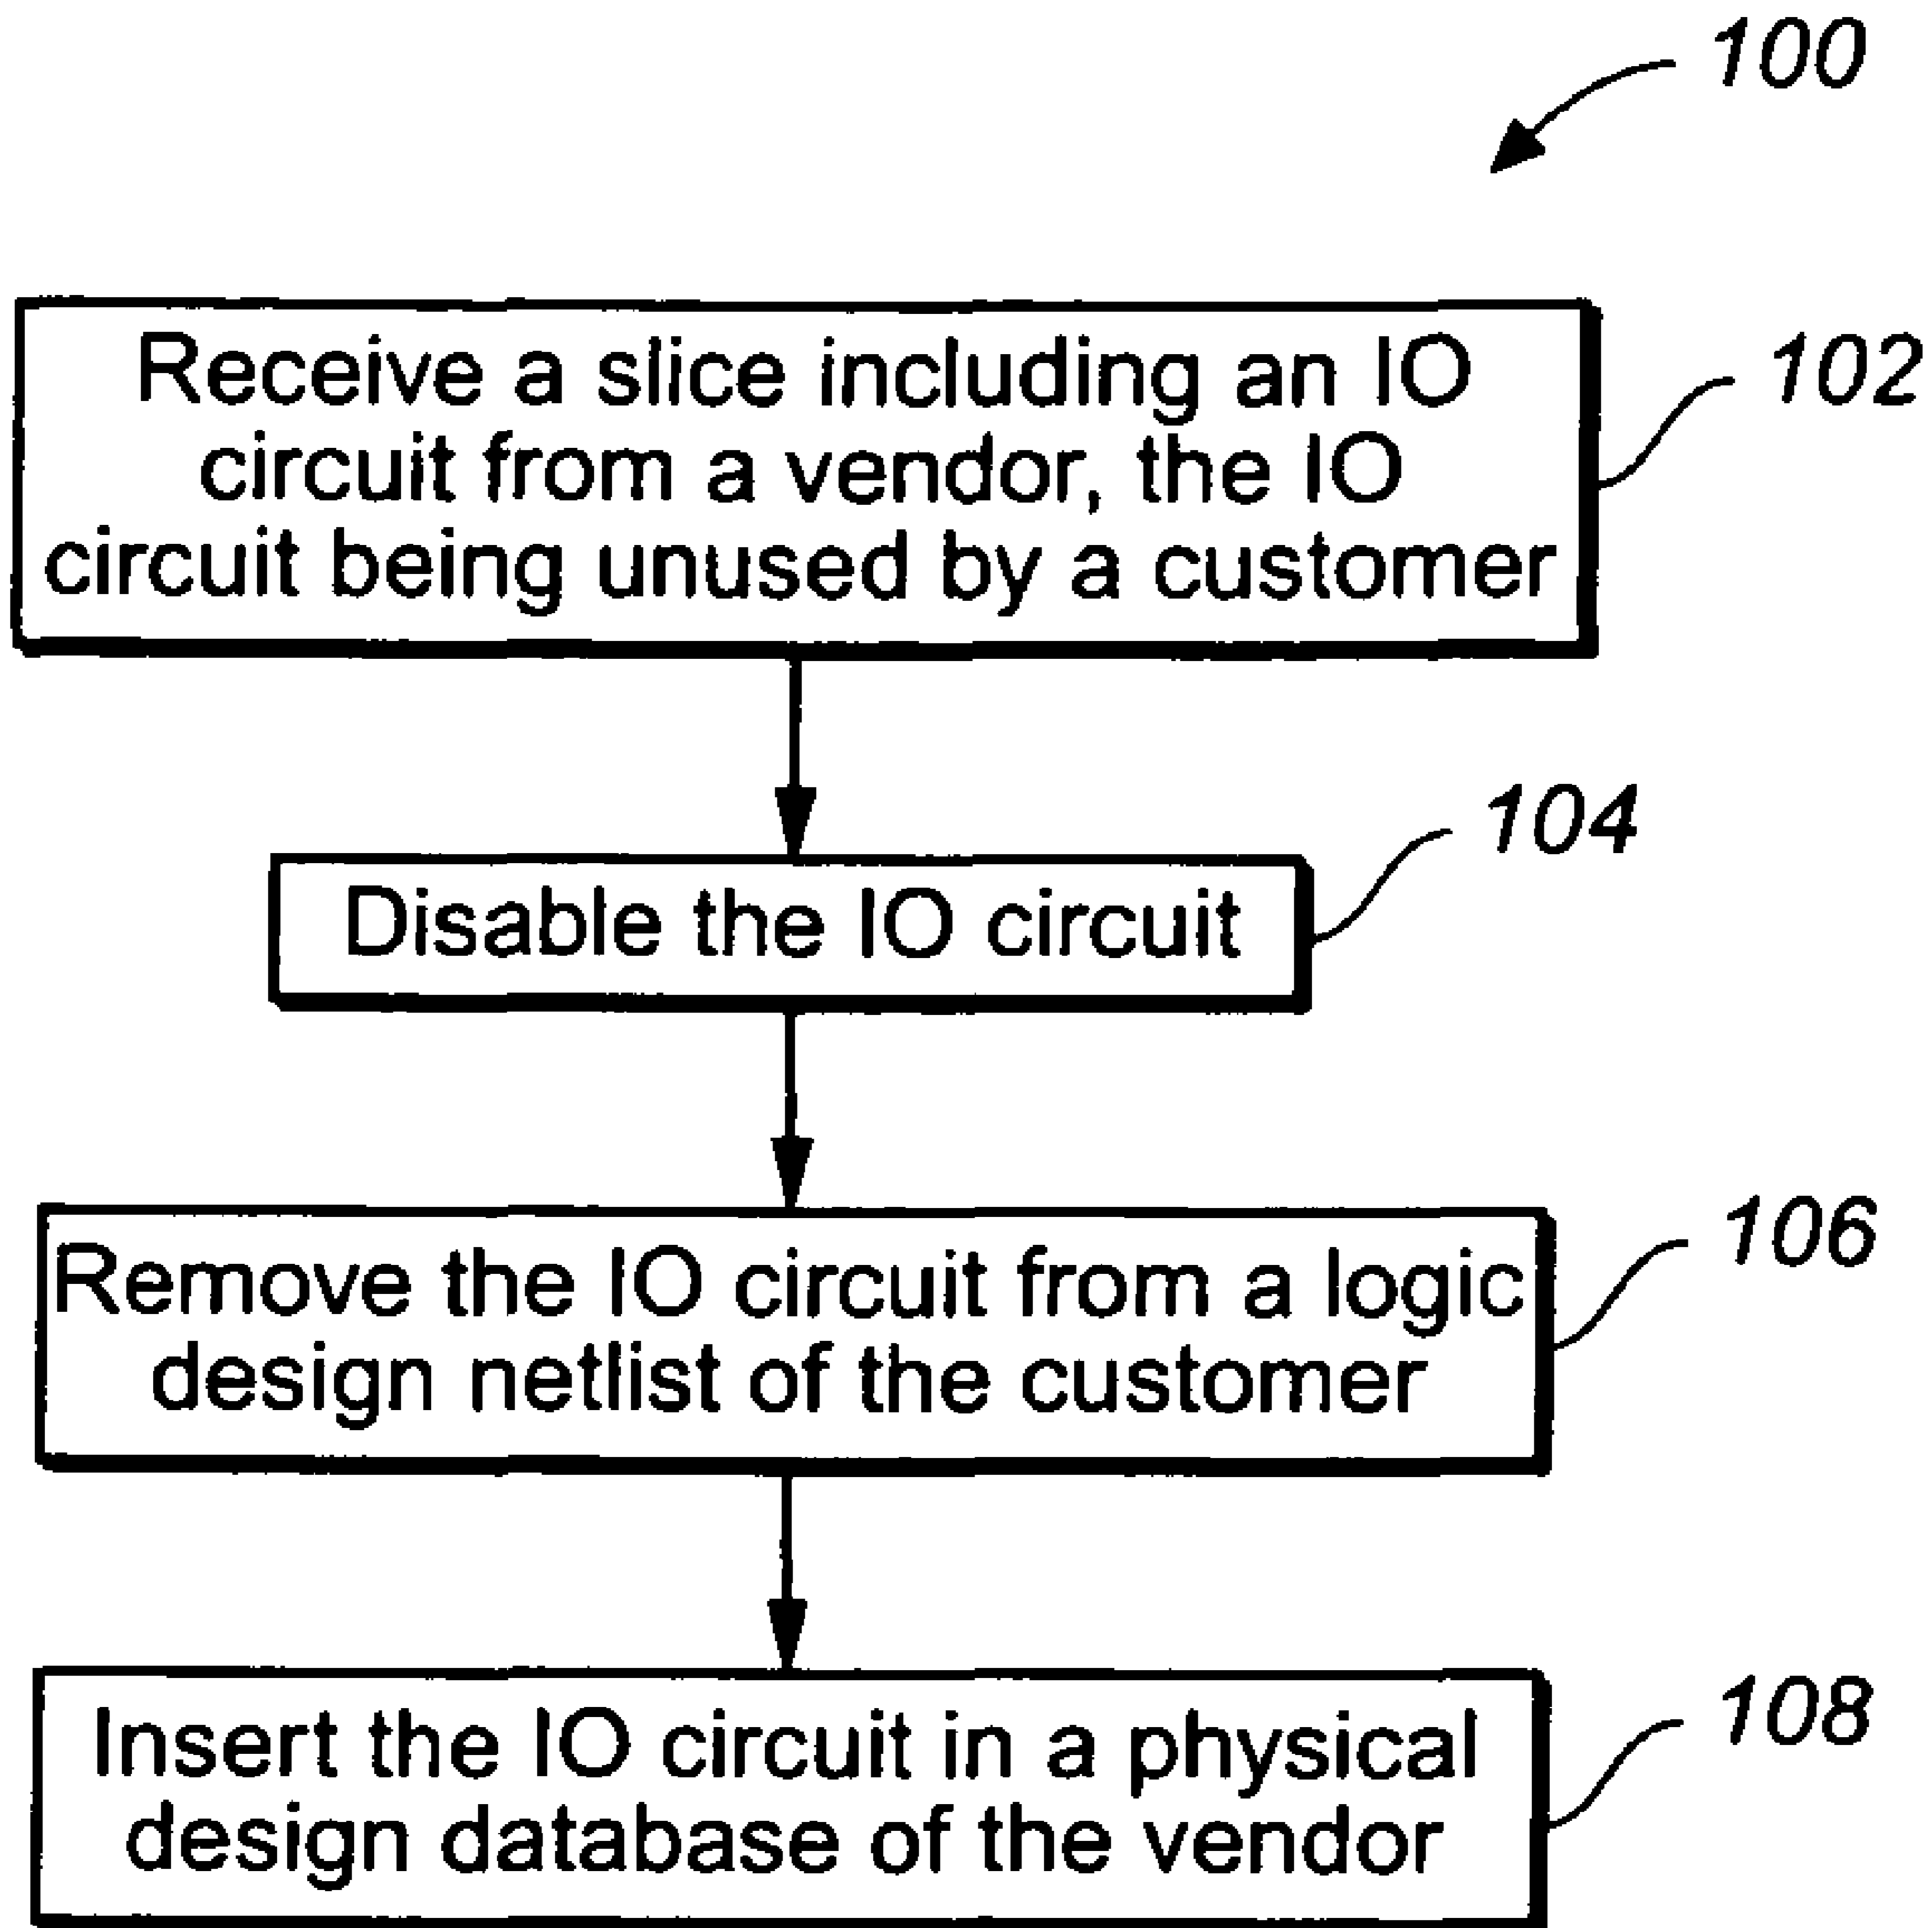 100
Receive a slice including an IO
circuit from a vendor, the IO
circuit being unused by a customer
102
Disable the IO circuit
104
Remove the IO circuit from a logic
design netlist of the customer
106
Insert the IO circuit in a physical
design database of the vendor
108